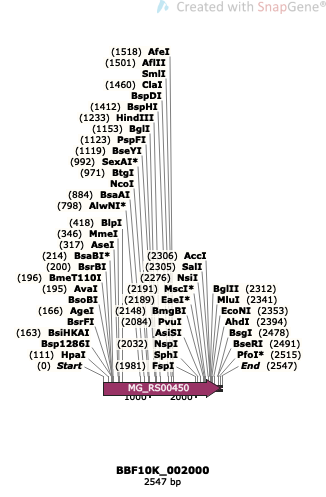 Created with SnapGene®
(1518) AfeI
(1501) AflII
SmlI
(1460) ClaI
BspDI
(1412) BspHI
(1233) HindIII
(1153) BglI
(1123) PspFI
(1119) BseYI
(992) SexAI*
(971) BtgI
NcoI
(884) BsaAI
(798) AlwNI*
(418) BlpI
(346) MmeI
(317) AseI
(214) BsaBI* (2306) AccI
(200) BsrBI (2305) SalI
(196) BmeT110I (2276) NsiI
(195) AvaI (2191) MscI* BglII (2312)
BsoBI (2189) EaeI* MluI (2341)
(166) AgeI (2148) BmgBI EcoNI (2353)
BsrFI (2084) PvuI AhdI (2394)
(163) BsiHKAI AsiSI BsgI (2478)
Bsp1286I (2032) NspI BseRI (2491)
(111) HpaI SphI PfoI* (2515)
(0) Start (1981) FspI End (2547)
MG_RS00450
1000 2000
BBF10K_002000
2547 bp